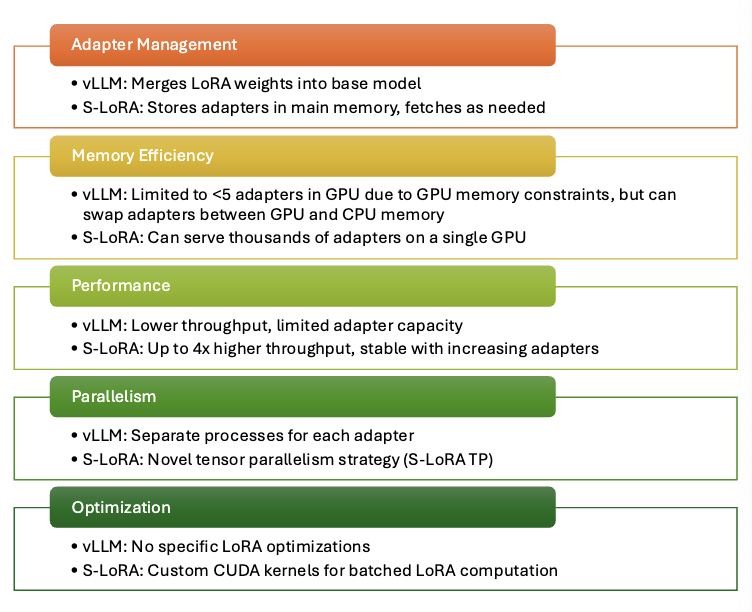 Adapter Management
• vLLM: Merges LoRA weights into base model
• S-LoRA: Stores adapters in main memory, fetches as needed
Memory Efficiency
• vLLM: Limited to <5 adapters in GPU due to GPU memory constraints, but can
swap adapters between GPU and CPU memory
• S-LoRA: Can serve thousands of adapters on a single GPU
Performance
• vLLM: Lower throughput, limited adapter capacity
• S-LoRA: Up to 4x higher throughput, stable with increasing adapters
Parallelism
• vLLM: Separate processes for each adapter
• S-LoRA: Novel tensor parallelism strategy (S-LoRA TP)
Optimization
• vLLM: No specific LoRA optimizations
• S-LoRA: Custom CUDA kernels for batched LoRA computation